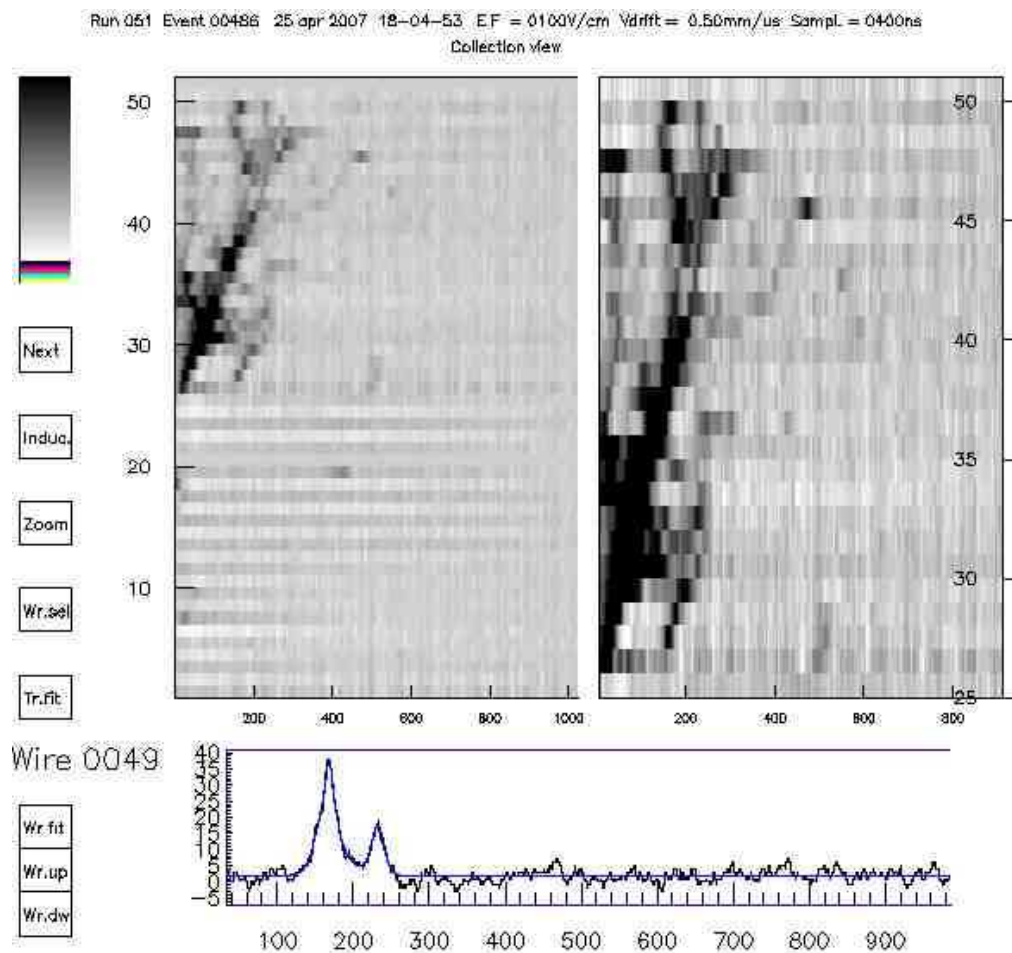 Run 051 Event 00486 25 apr 2007 18-04-53 E.F = 0100V/cm Vdrift = 0.50mm/us Sampl. = 0400ns
Collection view
50
40
30
20
10
200 400 600 800 1000
50
45
40
35
30
25
200 400 600 800
Next
Induc.
Zoom
Wr.sel
Tr.fit
Wire 0049
Wr.fit
Wr.up
Wr.dw
40
35
30
25
20
15
10
5
0
-5
100 200 300 400 500 600 700 800 900